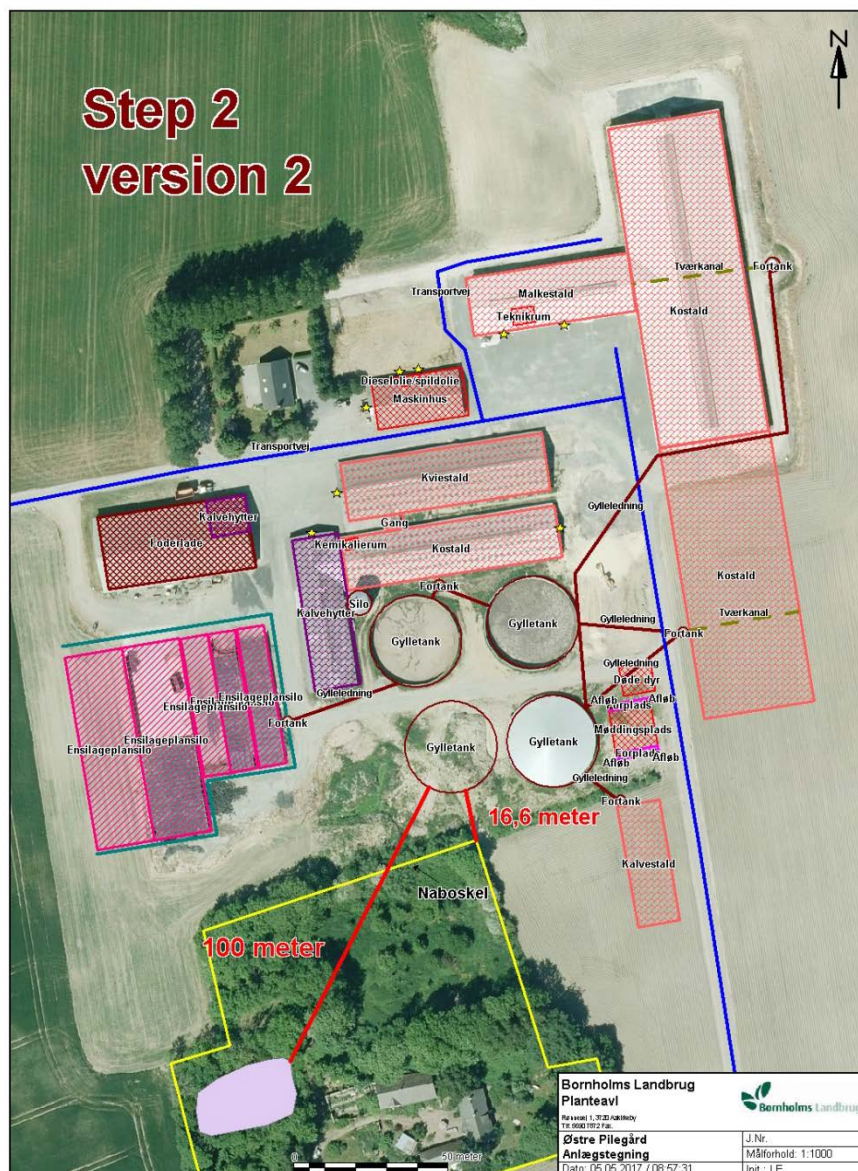 N
Step 2
version 2
Tværkanal
Fortank
Transportvej
Malkestald
Teknikrum
Kostald
Dieselolie/spildolie
Maskinhus
Transportvej
Kviestald
Gylleledning
Kalvehytter
Foderlade
Gang
Kemikalierum
Kostald
Kostald
Fortank
Silo
Kalvehytter
Gylletank
Gylletank
Gylleledning
Tværkanal
Fortank
Gylleledning
Døde dyr
Gylleledning
Afløb
Forplads
Afløb
Ensilageplansilo
Ensilageplansilo
Ensilageplansilo
Ensilageplansilo
Fortank
Møddingsplads
Gylletank
Gylletank
Forplads
Afløb
Afløb
Gylleledning
Fortank
16,6 meter
Kalvestald
Naboskel
100 meter
0
50 meter
Bornholms Landbrug
Planteavl
Bornholms Landbrug
Østre Pilegård
Anlægstegning
J.Nr.
Målforhold: 1:1000
Dato: 05.05.2017 / 08:57:31
Init.: LF